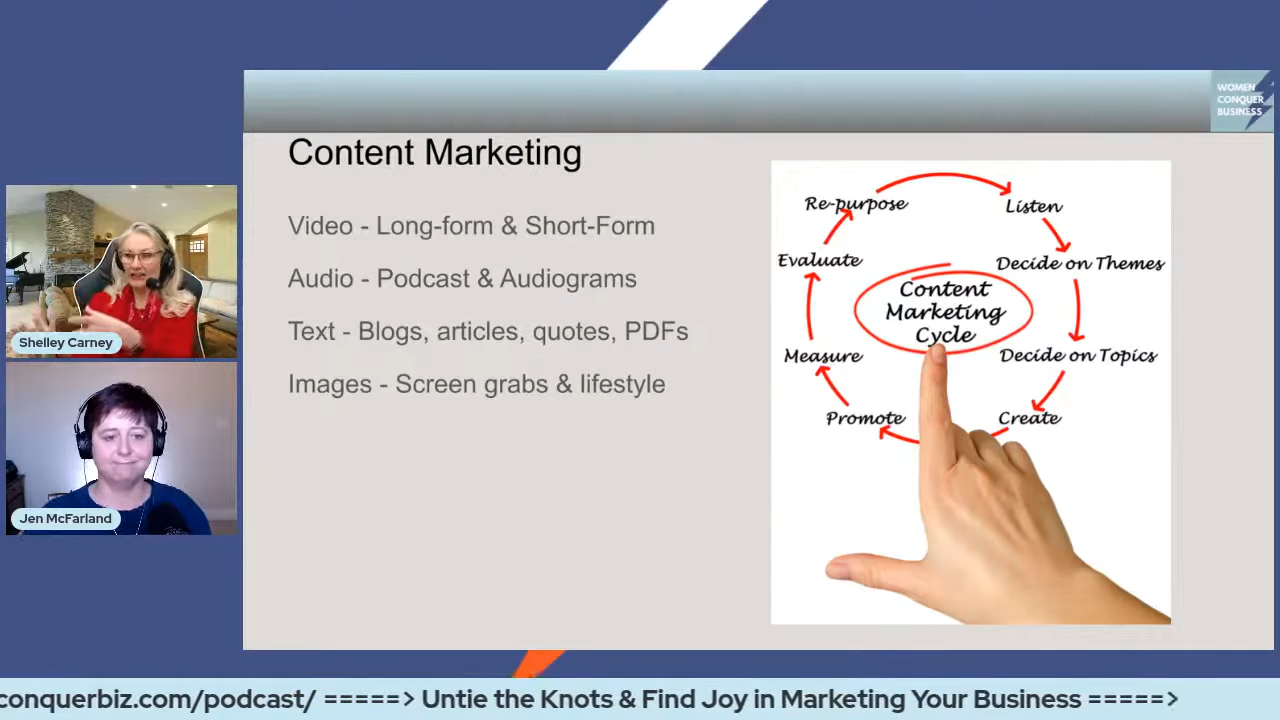 WOMEN
CONQUER
BUSINESS
Content Marketing
Video - Long-form & Short-Form
Audio - Podcast & Audiograms
Text - Blogs, articles, quotes, PDFs
Images - Screen grabs & lifestyle
Content
Marketing
Cycle
Listen
Decide on Themes
Decide on Topics
Create
Promote
Measure
Evaluate
Re-purpose
Shelley Carney
Jen McFarland
conquerbiz.com/podcast/ =====> Untie the Knots & Find Joy in Marketing Your Business =====>